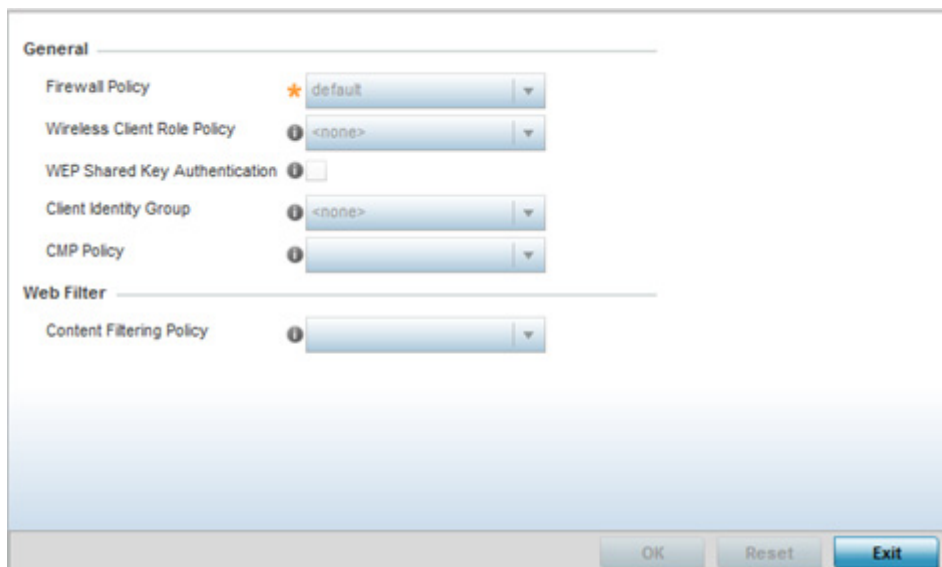 General
Firewall Policy default
Wireless Client Role Policy <none>
WEP Shared Key Authentication
Client Identity Group <none>
CMP Policy
Web Filter
Content Filtering Policy
OK Reset Exit